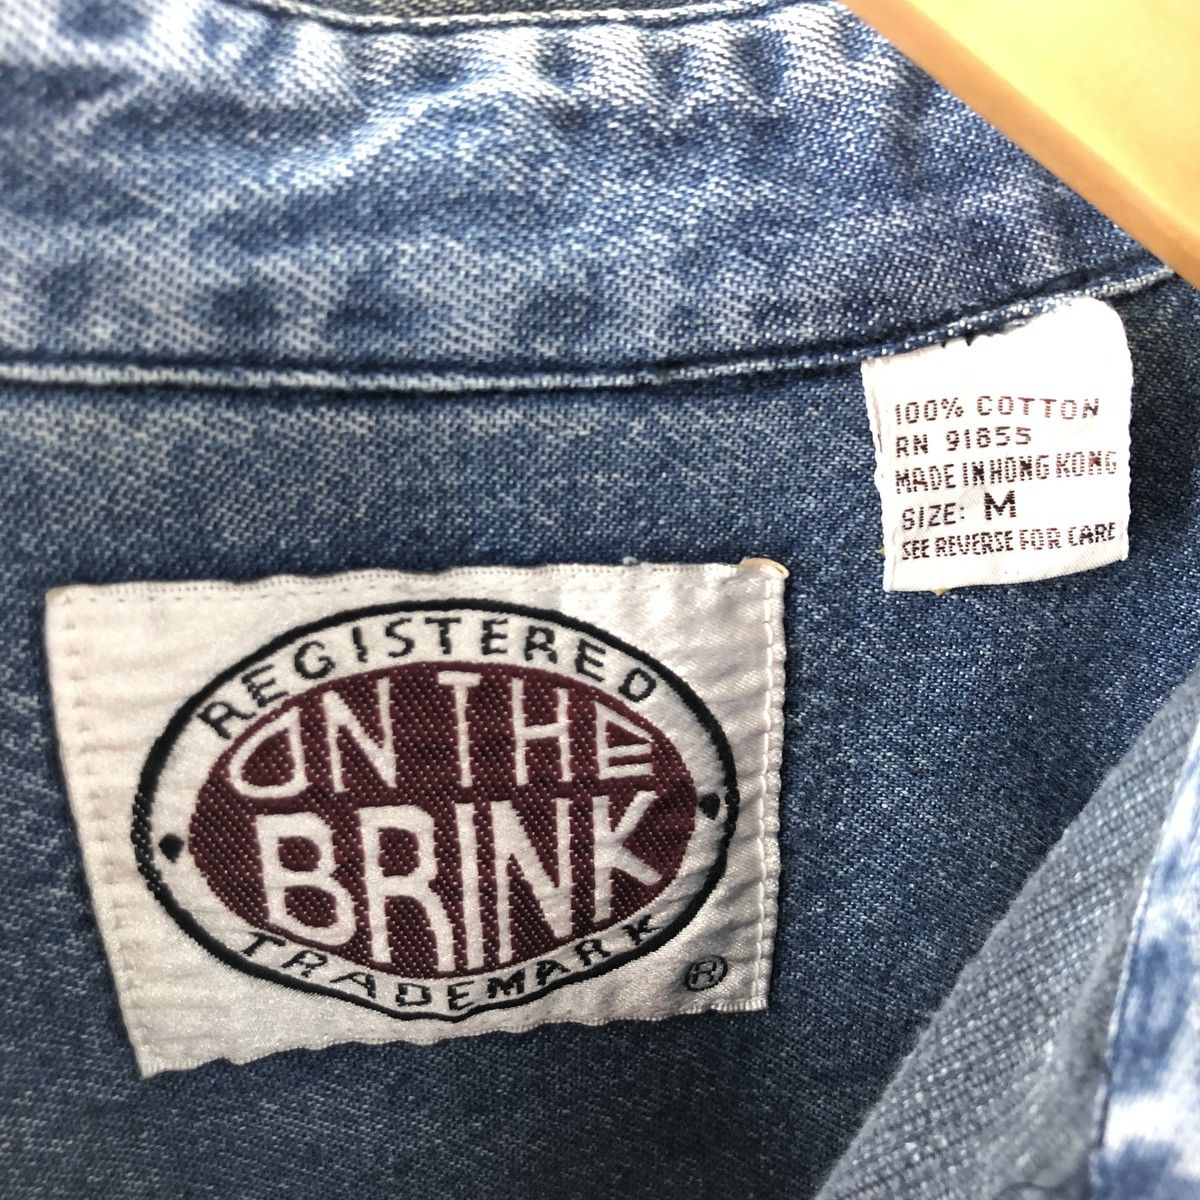 100% COTTON
RN 91855
MADE IN HONG KONG
SIZE: M
SEE REVERSE FOR CARE
REGISTERED
ON THE
BRINK
TRADEMARK
®